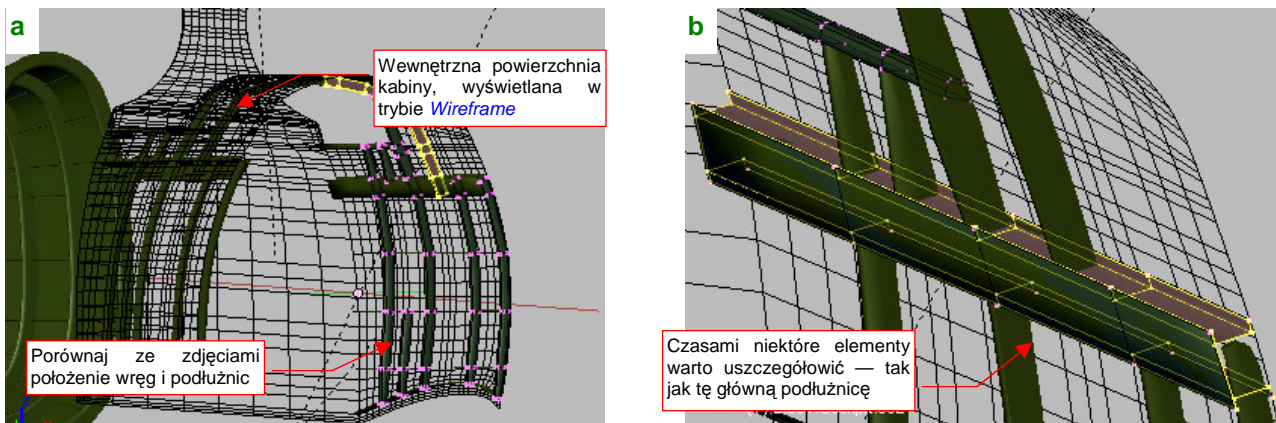 a
Wewnętrzna powierzchnia
kabiny, wyświetlana w
trybie Wireframe
Porównaj ze zdjęciami
położenie wręg i podłużnic
b
Czasami niektóre elementy
warto uszczegółowić — tak
jak tę główną podłużnicę